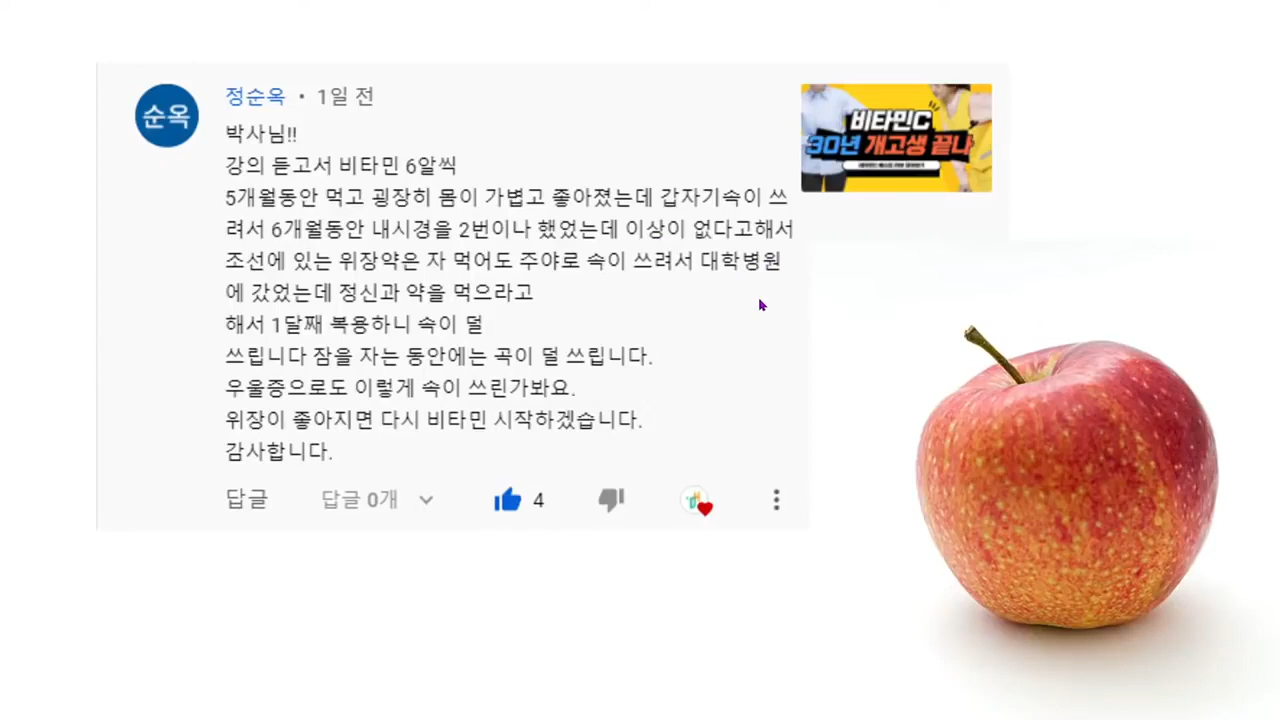 순옥
정순옥 • 1일 전
박사님!!
강의 듣고서 비타민 6알씩
5개월동안 먹고 굉장히 몸이 가볍고 좋아졌는데 갑자기속이 쓰
려서 6개월동안 내시경을 2번이나 했었는데 이상이 없다고해서
조선에 있는 위장약은 자 먹어도 주야로 속이 쓰려서 대학병원
에 갔었는데 정신과 약을 먹으라고
해서 1달째 복용하니 속이 덜
쓰립니다 잠을 자는 동안에는 곡이 덜 쓰립니다.
우울증으로도 이렇게 속이 쓰린가봐요.
위장이 좋아지면 다시 비타민 시작하겠습니다.
감사합니다.
답글 답글 0개 4
비타민C
30년 개고생 끝나